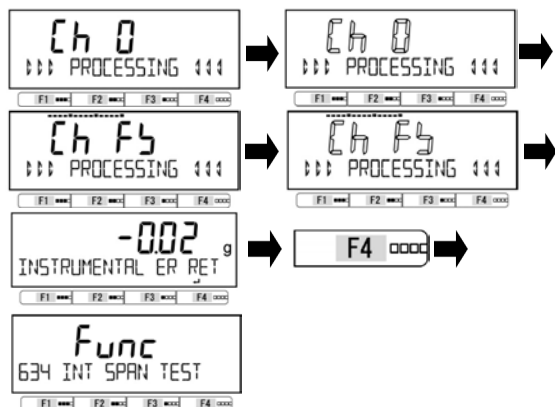 Ch 0
PROCESSING
F1 F2 F3 F4
Ch 0
PROCESSING
F1 F2 F3 F4
Ch FS
PROCESSING
F1 F2 F3 F4
Ch FS
PROCESSING
F1 F2 F3 F4
-0.02 g
INSTRUMENTAL ER RET
F1 F2 F3 F4
F4
Func
634 INT SPAN TEST
F1 F2 F3 F4